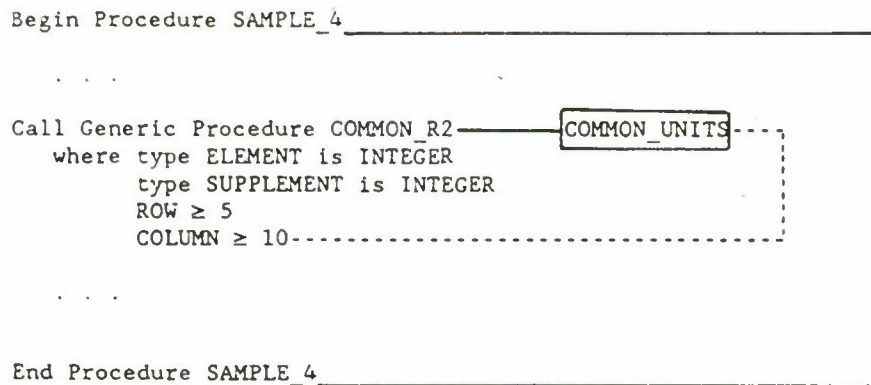 Begin Procedure SAMPLE_4
. . .
Call Generic Procedure COMMON_R2 COMMON_UNITS
where type ELEMENT is INTEGER
type SUPPLEMENT is INTEGER
ROW ≥ 5
COLUMN ≥ 10
. . .
End Procedure SAMPLE_4